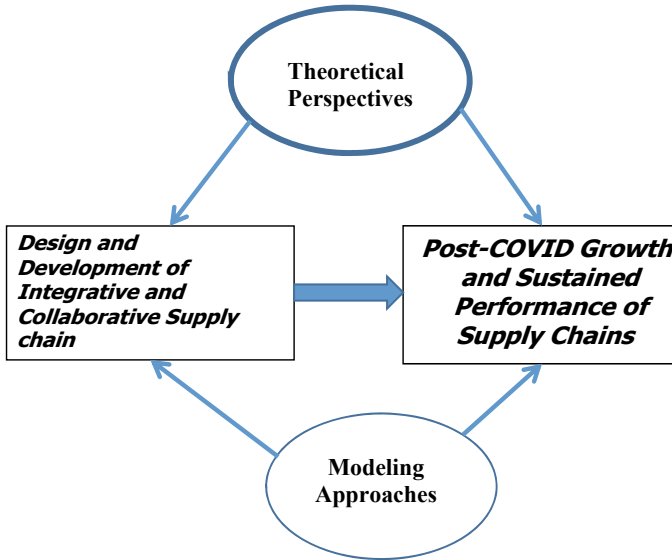 Theoretical
Perspectives
Design and
Development of
Integrative and
Collaborative Supply
chain
Post-COVID Growth
and Sustained
Performance of
Supply Chains
Modeling
Approaches